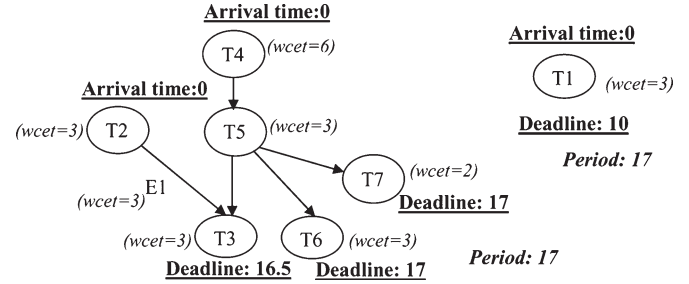 Arrival time:0
T4 (wcet=6)
Arrival time:0
T1 (wcet=3)
Deadline: 10
Period: 17
Arrival time:0
(wcet=3) T2
T5 (wcet=3)
T7 (wcet=2)
Deadline: 17
(wcet=3) E1
(wcet=3) T3
Deadline: 16.5
T6 (wcet=3)
Deadline: 17
Period: 17